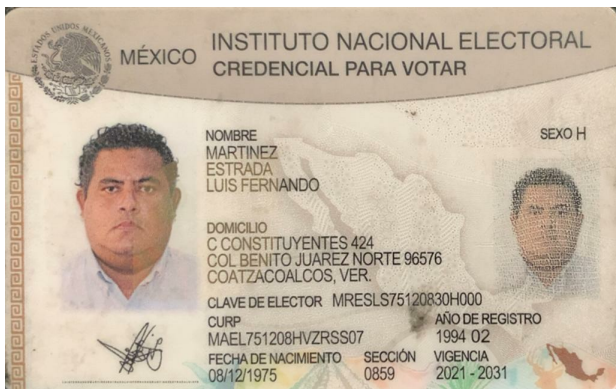 ESTADOS UNIDOS MEXICANOS
MÉXICO
INSTITUTO NACIONAL ELECTORAL
CREDENCIAL PARA VOTAR
NOMBRE
SEXO H
MARTINEZ
ESTRADA
LUIS FERNANDO
DOMICILIO
C CONSTITUYENTES 424
COL BENITO JUAREZ NORTE 96576
COATZACOALCOS, VER.
CLAVE DE ELECTOR MRESLS75120830H000
CURP
AÑO DE REGISTRO
MAEL751208HVZRSS07
1994 02
FECHA DE NACIMIENTO SECCIÓN VIGENCIA
08/12/1975 0859 2021 - 2031